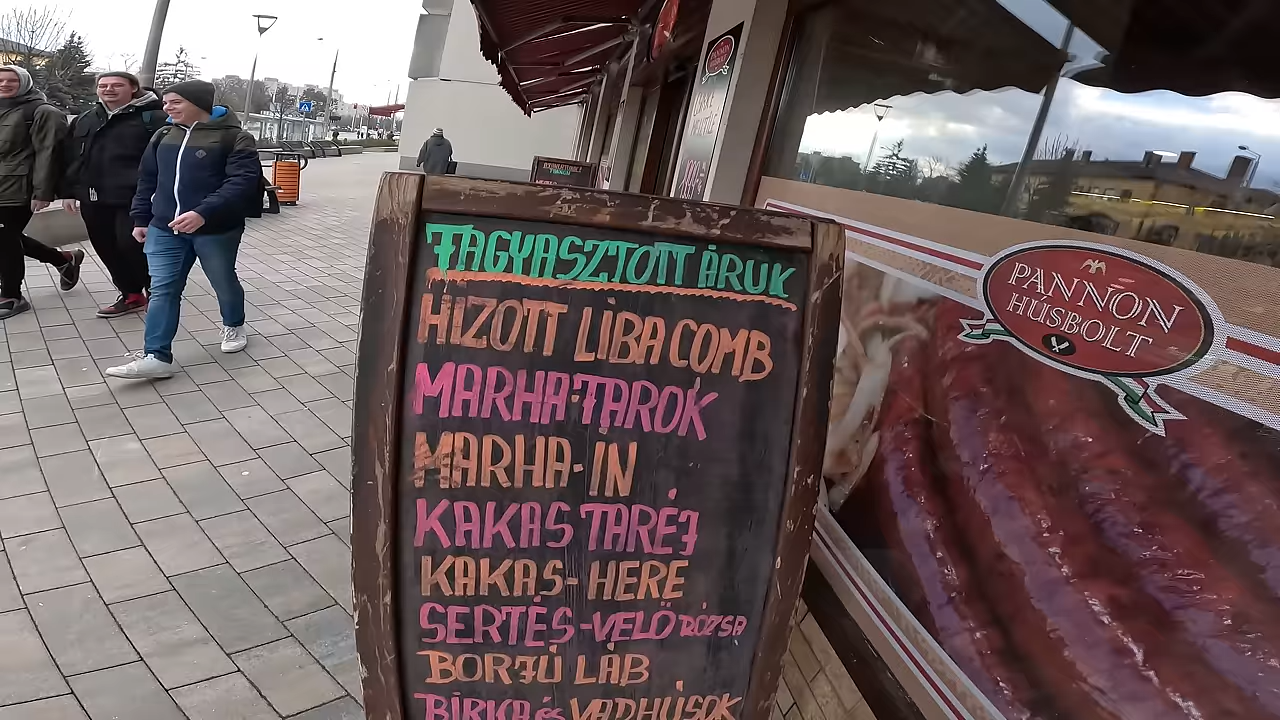 FAGYASZTOTT ÁRUK
HÍZOTT LIBA COMB
MARHA-FAROK
MARHA-ÍN
KAKAS TARÉJ
KAKAS-HERE
SERTÉS-VELŐ RÓZSA
BORJÚ LÁB
BIRKA és VADHÚSOK
PANNON
HÚSBOLT